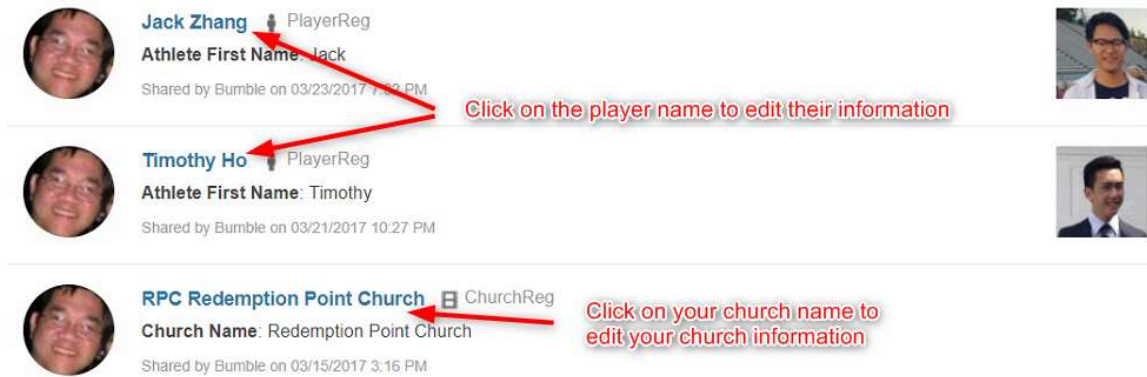 Jack Zhang PlayerReg
Athlete First Name: Jack
Shared by Bumble on 03/23/2017 7:32 PM
Click on the player name to edit their information
Timothy Ho PlayerReg
Athlete First Name: Timothy
Shared by Bumble on 03/21/2017 10:27 PM
RPC Redemption Point Church ChurchReg
Church Name: Redemption Point Church
Shared by Bumble on 03/15/2017 3:16 PM
Click on your church name to
edit your church information